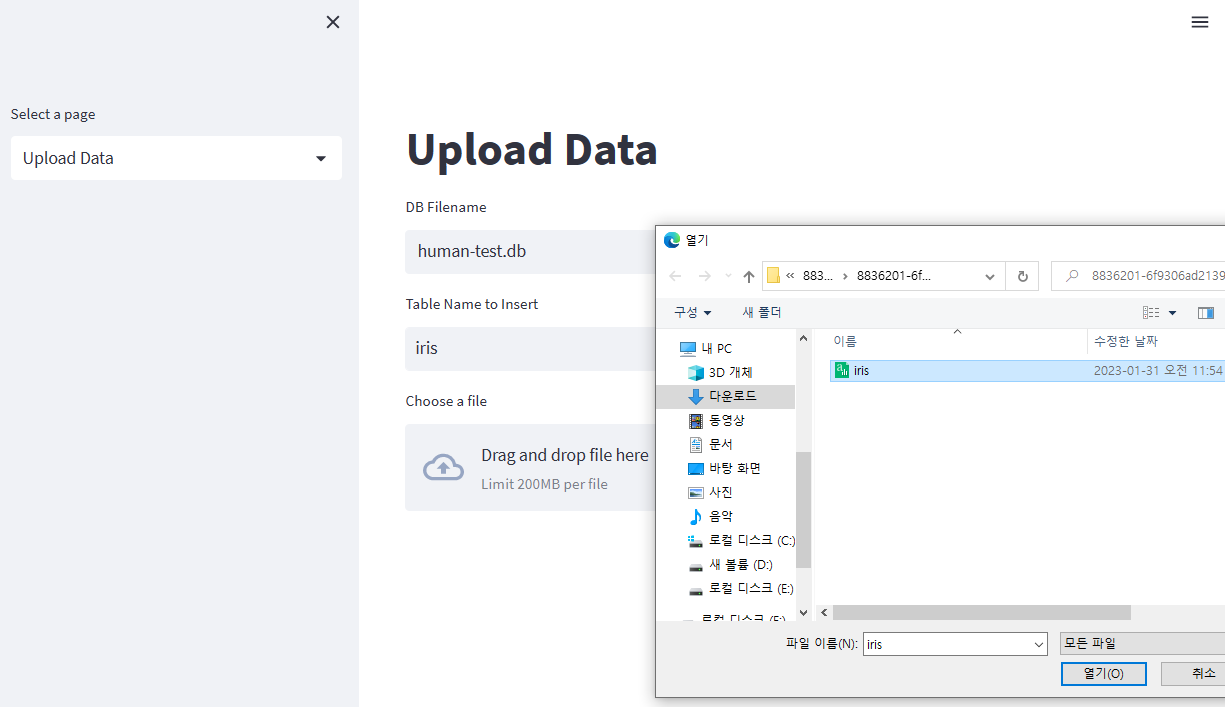 Select a page
Upload Data
Upload Data
DB Filename
human-test.db
Table Name to Insert
iris
Choose a file
Drag and drop file here
Limit 200MB per file
열기
« 883... › 8836201-6f...
8836201-6f9306ad2139
구성
새 폴더
이름
수정한 날짜
내 PC
3D 개체
다운로드
동영상
문서
바탕 화면
사진
음악
로컬 디스크 (C:)
새 볼륨 (D:)
로컬 디스크 (E:)
로컬 디스크 (F:)
iris
2023-01-31 오전 11:54
파일 이름(N):
iris
모든 파일
열기(O)
취소